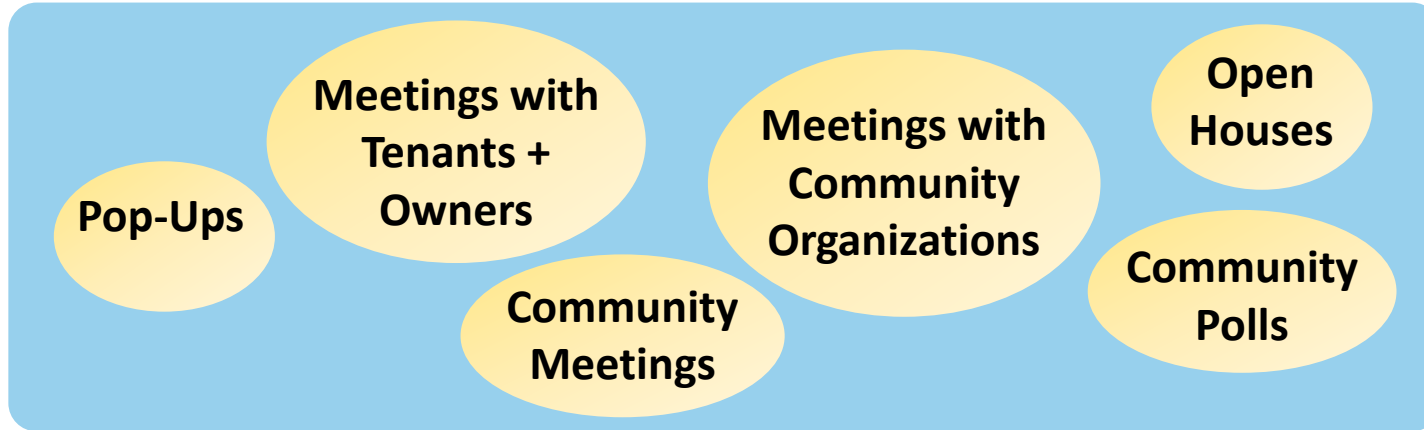 Pop-Ups
Meetings with
Tenants +
Owners
Community
Meetings
Meetings with
Community
Organizations
Open
Houses
Community
Polls